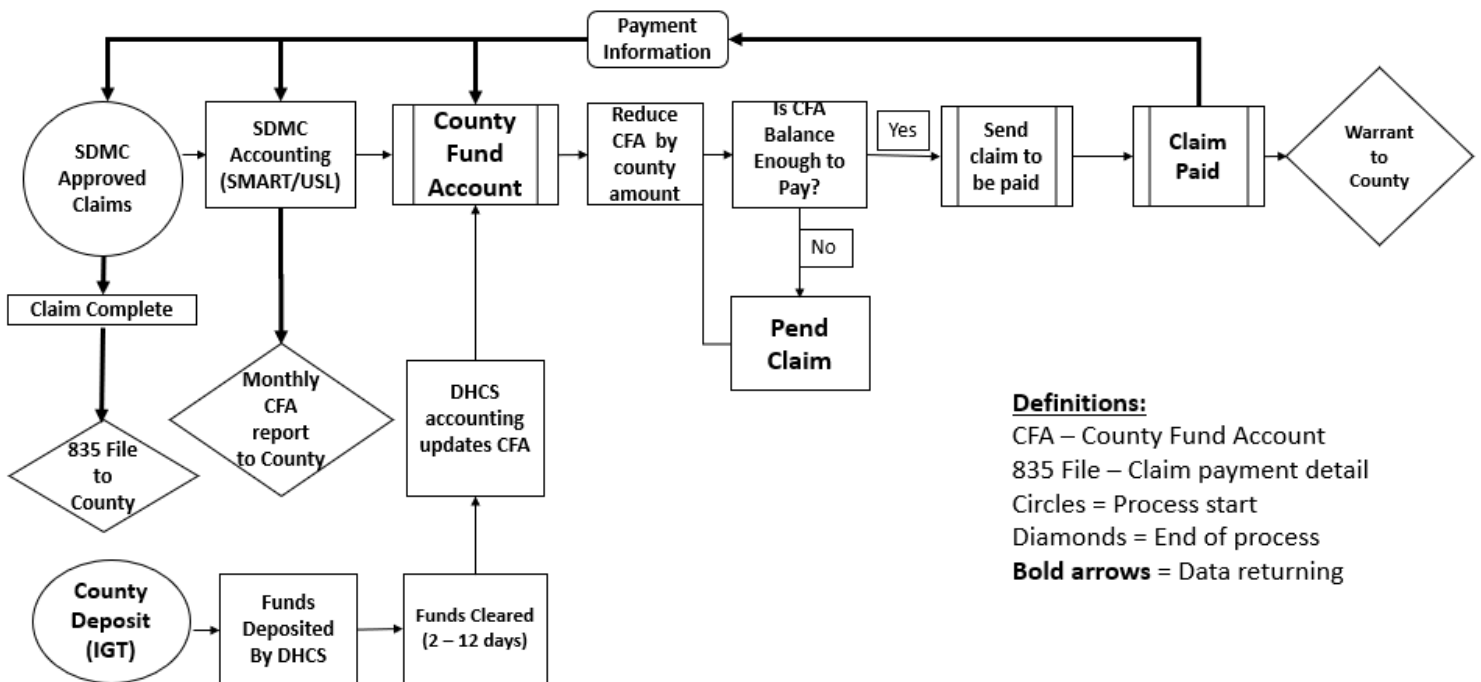 Payment
Information
SDMC
Approved
Claims
SDMC
Accounting
(SMART/USL)
County
Fund
Account
Reduce
CFA by
county
amount
Is CFA
Balance
Enough to
Pay?
Yes
Send
claim to
be paid
Claim
Paid
Warrant
to
County
No
Claim Complete
Pend
Claim
Monthly
CFA
report
to County
DHCS
accounting
updates CFA
835 File
to
County
Definitions:
CFA – County Fund Account
835 File – Claim payment detail
Circles = Process start
Diamonds = End of process
Bold arrows = Data returning
County
Deposit
(IGT)
Funds
Deposited
By DHCS
Funds Cleared
(2 – 12 days)